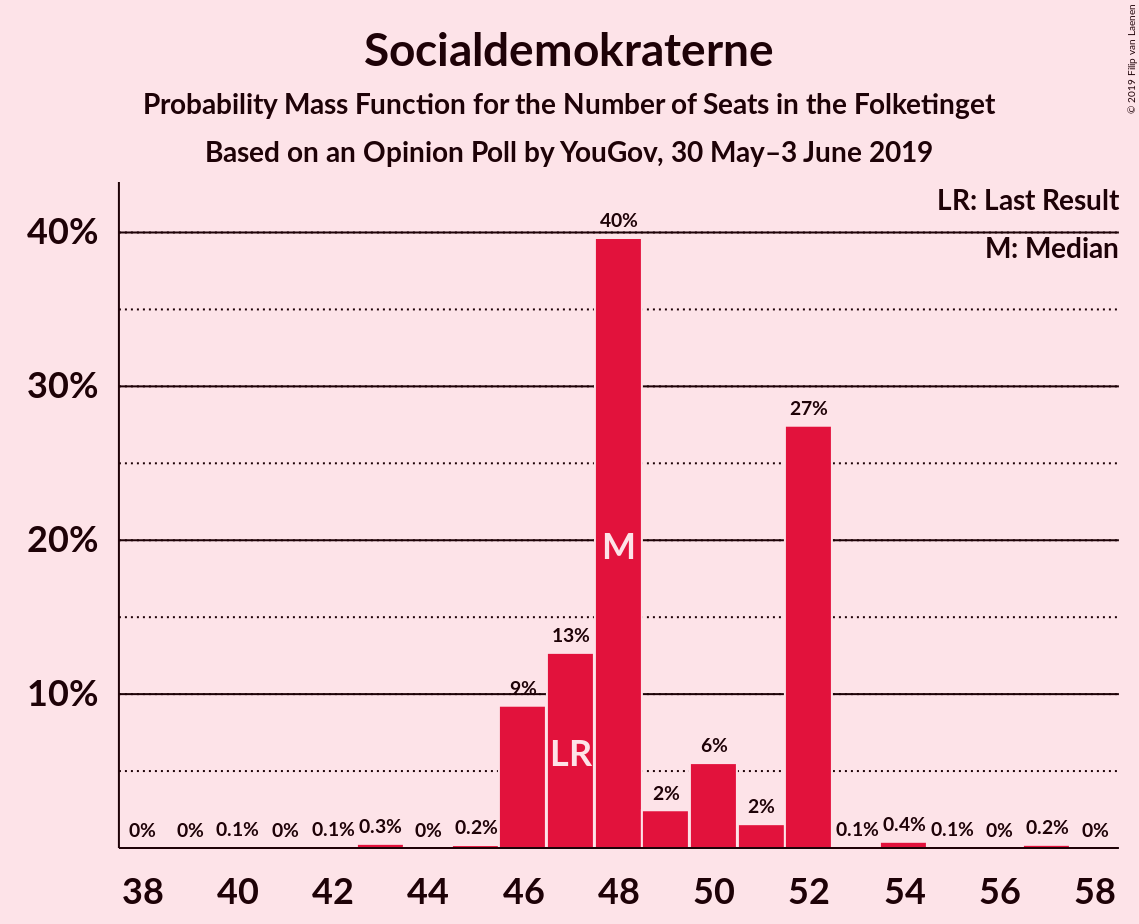 Socialdemokraterne
Probability Mass Function for the Number of Seats in the Folketinget
Based on an Opinion Poll by YouGov, 30 May–3 June 2019
© 2019 Filip van Laenen
LR: Last Result
M: Median
40%
30%
20%
10%
0% 0% 0.1% 0% 0.1% 0.3% 0% 0.2% 9% 13% 40% 2% 6% 2% 27% 0.1% 0.4% 0.1% 0% 0.2% 0%
LR
M
38 40 42 44 46 48 50 52 54 56 58